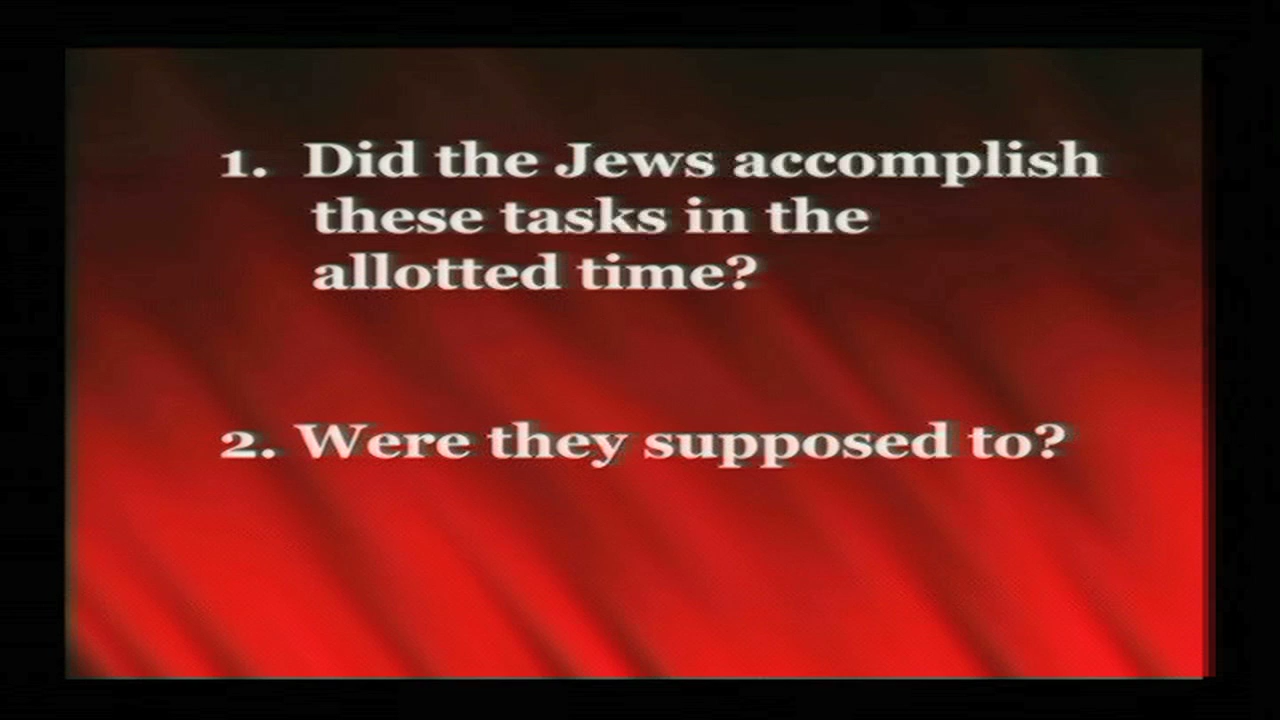 1. Did the Jews accomplish
these tasks in the
allotted time?
2. Were they supposed to?